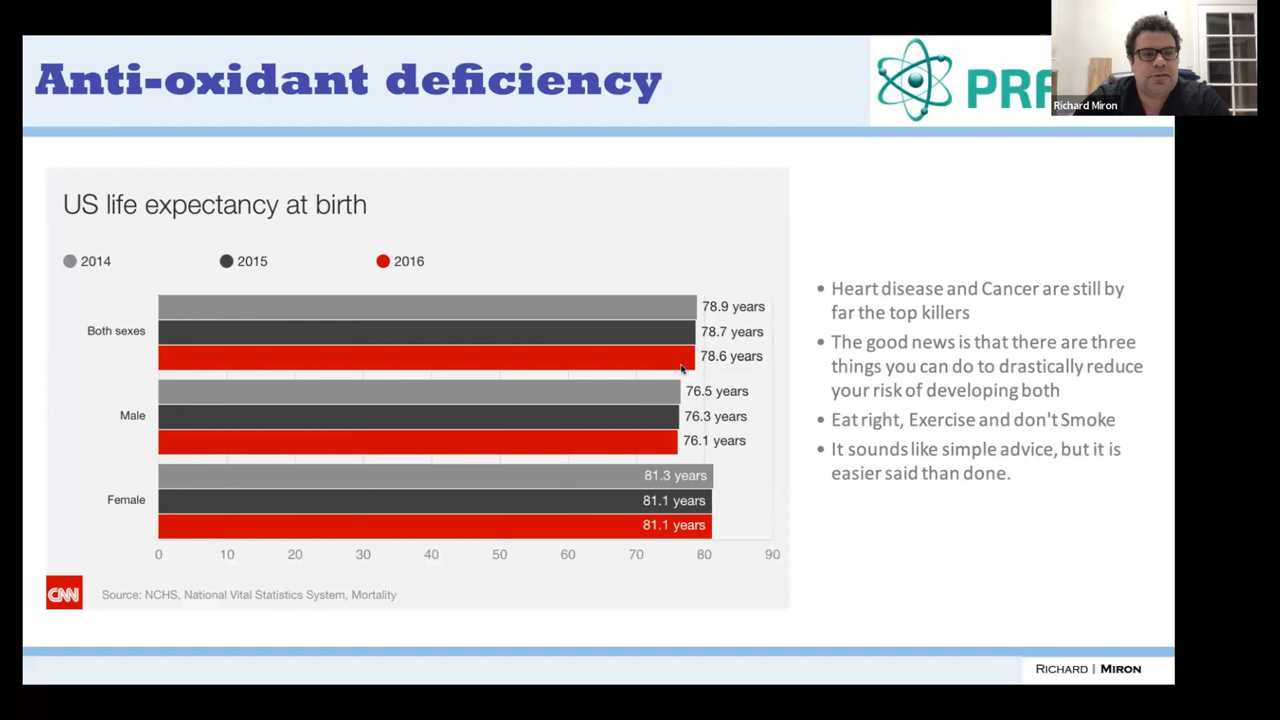 Anti-oxidant deficiency
PRF
Richard Miron
US life expectancy at birth
2014 2015 2016
Both sexes
78.9 years
78.7 years
78.6 years
Male
76.5 years
76.3 years
76.1 years
Female
81.3 years
81.1 years
81.1 years
0 10 20 30 40 50 60 70 80 90
CNN
Source: NCHS, National Vital Statistics System, Mortality
• Heart disease and Cancer are still by
far the top killers
• The good news is that there are three
things you can do to drastically reduce
your risk of developing both
• Eat right, Exercise and don't Smoke
• It sounds like simple advice, but it is
easier said than done.
RICHARD | MIRON